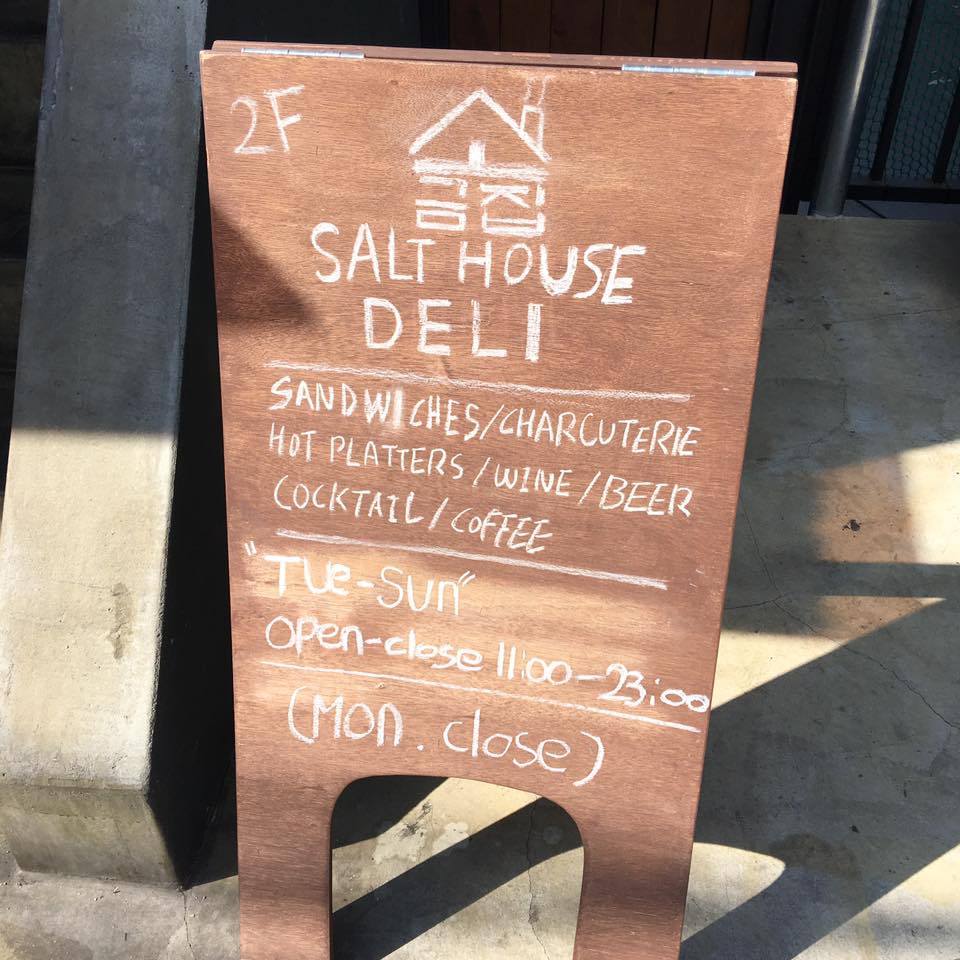 2F
소금집
SALT HOUSE
DELI
SANDWICHES/CHARCUTERIE
HOT PLATTERS/WINE/BEER
COCKTAIL/COFFEE
"Tue-Sun"
open-close 11:00-23:00
(Mon. close)